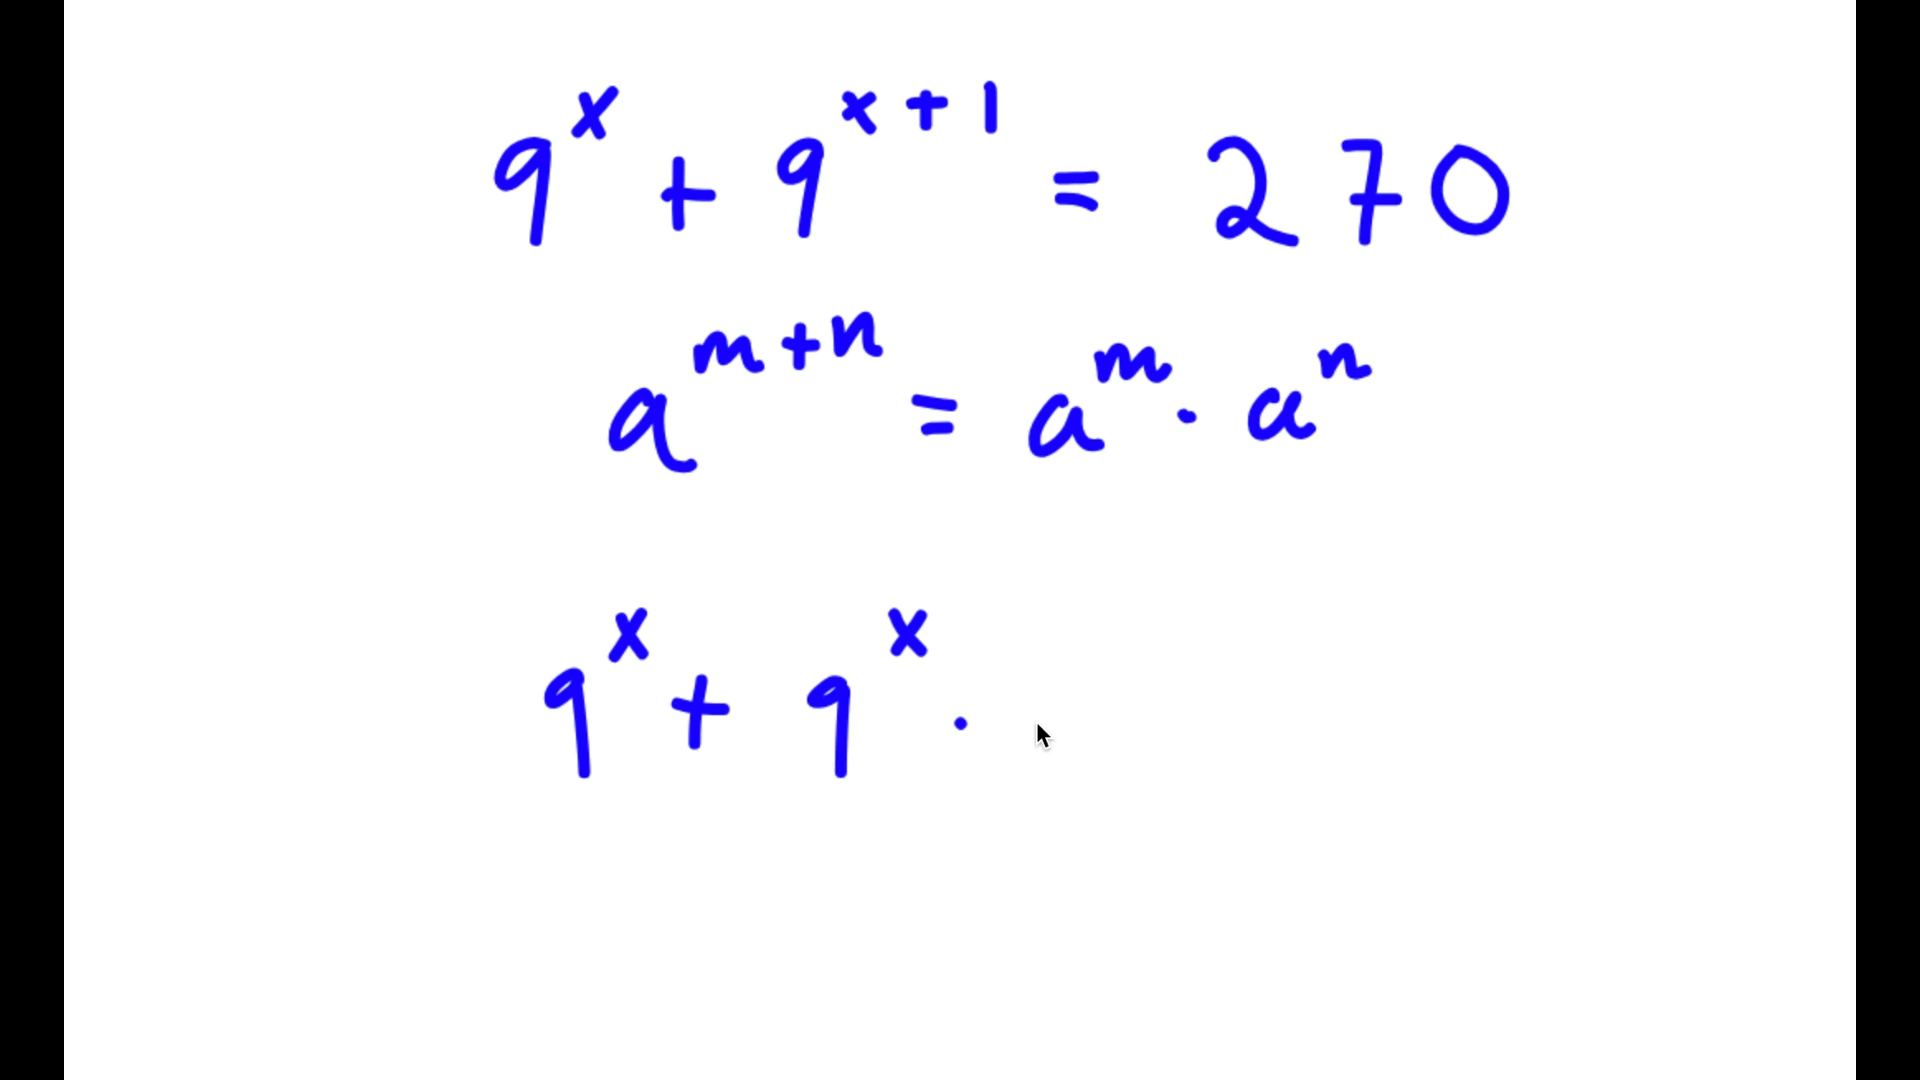 9^x + 9^{x+1} = 270
a^{m+n} = a^m · a^n
9^x + 9^x ·